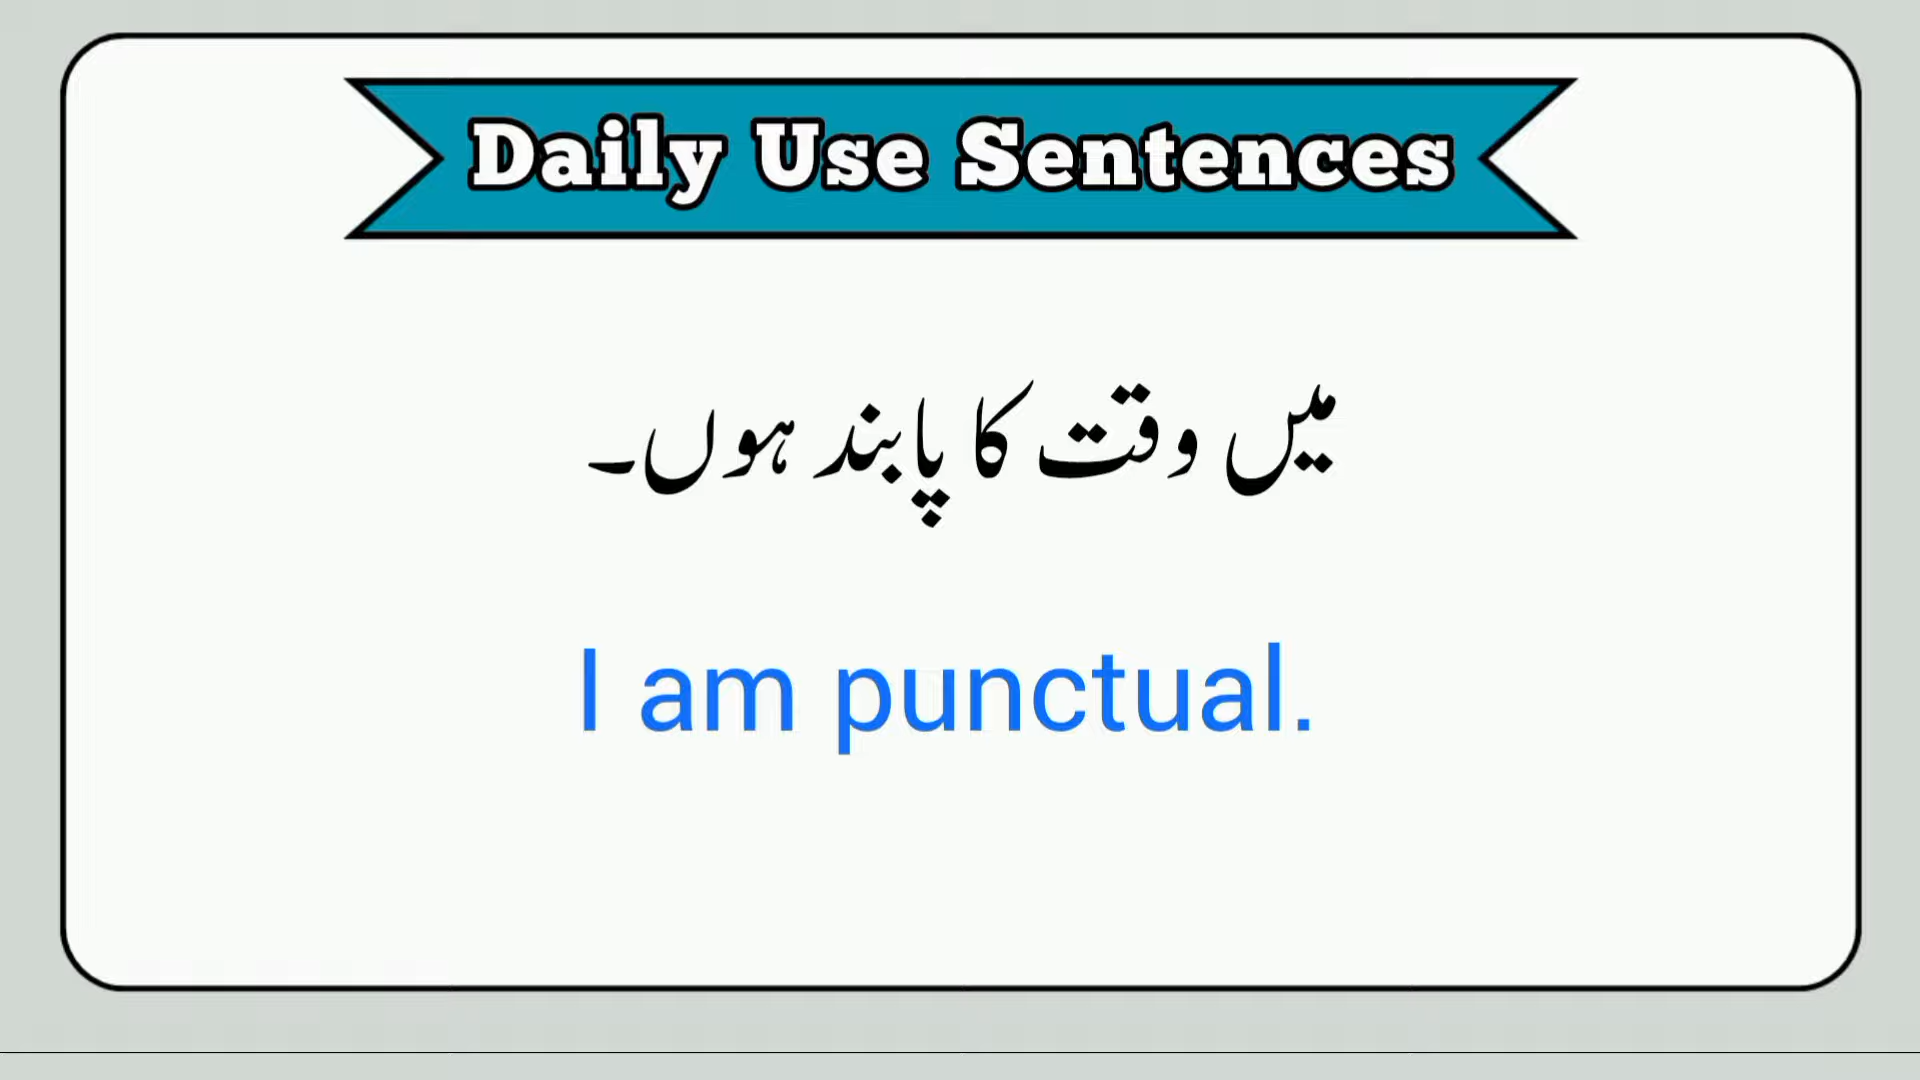 Daily Use Sentences
میں وقت کا پابند ہوں۔
I am punctual.